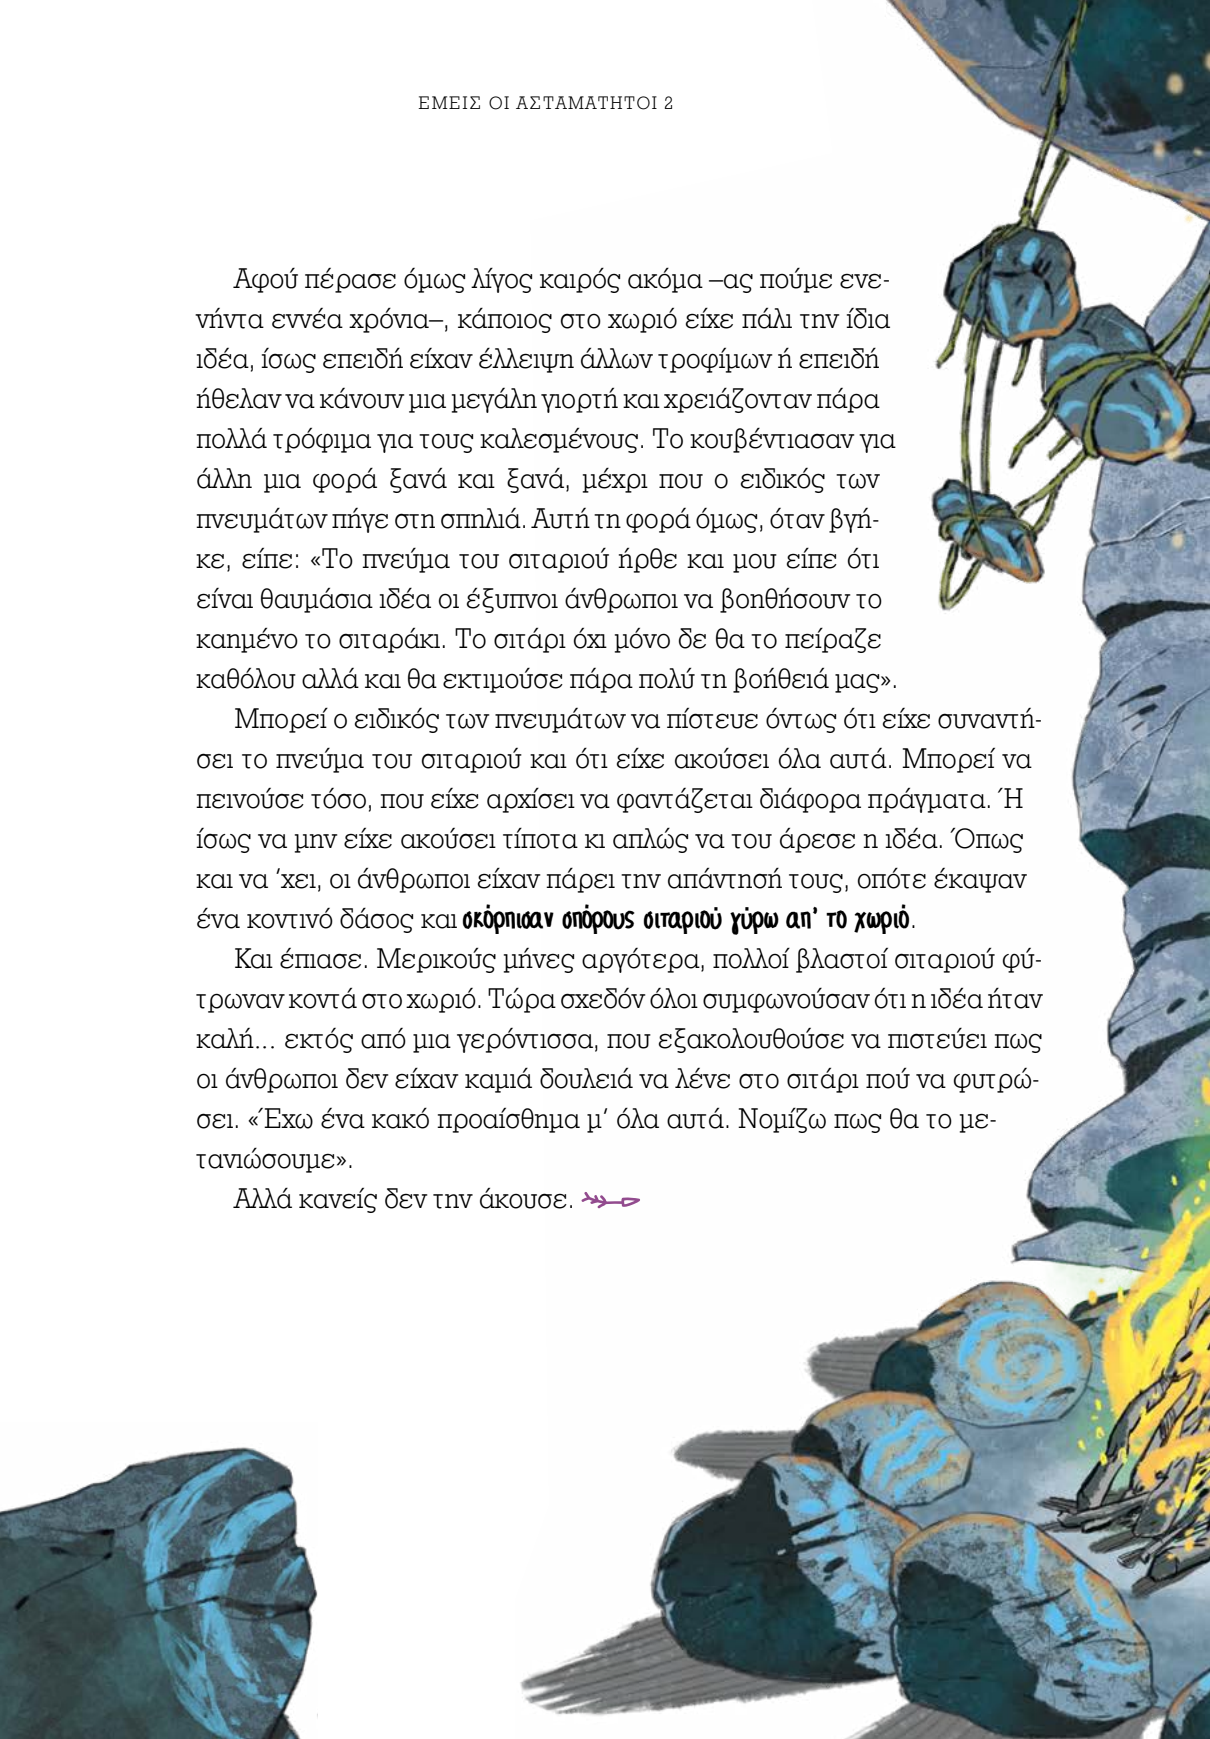 ΕΜΕΙΣ ΟΙ ΑΣΤΑΜΑΤΗΤΟΙ 2
Αφού πέρασε όμως λίγος καιρός ακόμα –ας πούμε ενε-
νήντα εννέα χρόνια–, κάποιος στο χωριό είχε πάλι την ίδια
ιδέα, ίσως επειδή είχαν έλλειψη άλλων τροφίμων ή επειδή
ήθελαν να κάνουν μια μεγάλη γιορτή και χρειάζονταν πάρα
πολλά τρόφιμα για τους καλεσμένους. Το κουβέντιασαν για
άλλη μια φορά ξανά και ξανά, μέχρι που ο ειδικός των
πνευμάτων πήγε στη σπηλιά. Αυτή τη φορά όμως, όταν βγή-
κε, είπε: «Το πνεύμα του σιταριού ήρθε και μου είπε ότι
είναι θαυμάσια ιδέα οι έξυπνοι άνθρωποι να βοηθήσουν το
καημένο το σιταράκι. Το σιτάρι όχι μόνο δε θα το πείραζε
καθόλου αλλά και θα εκτιμούσε πάρα πολύ τη βοήθειά μας».
Μπορεί ο ειδικός των πνευμάτων να πίστευε όντως ότι είχε συναντή-
σει το πνεύμα του σιταριού και ότι είχε ακούσει όλα αυτά. Μπορεί να
πεινούσε τόσο, που είχε αρχίσει να φαντάζεται διάφορα πράγματα. Ή
ίσως να μην είχε ακούσει τίποτα κι απλώς να του άρεσε η ιδέα. Όπως
και να ’χει, οι άνθρωποι είχαν πάρει την απάντησή τους, οπότε έκαψαν
ένα κοντινό δάσος και σκόρπισαν σπόρους σιταριού γύρω απ’ το χωριό.
Και έπιασε. Μερικούς μήνες αργότερα, πολλοί βλαστοί σιταριού φύ-
τρωναν κοντά στο χωριό. Τώρα σχεδόν όλοι συμφωνούσαν ότι η ιδέα ήταν
καλή… εκτός από μια γερόντισσα, που εξακολουθούσε να πιστεύει πως
οι άνθρωποι δεν είχαν καμιά δουλειά να λένε στο σιτάρι πού να φυτρώ-
σει. «Έχω ένα κακό προαίσθημα μ’ όλα αυτά. Νομίζω πως θα το με-
τανιώσουμε».
Αλλά κανείς δεν την άκουσε.